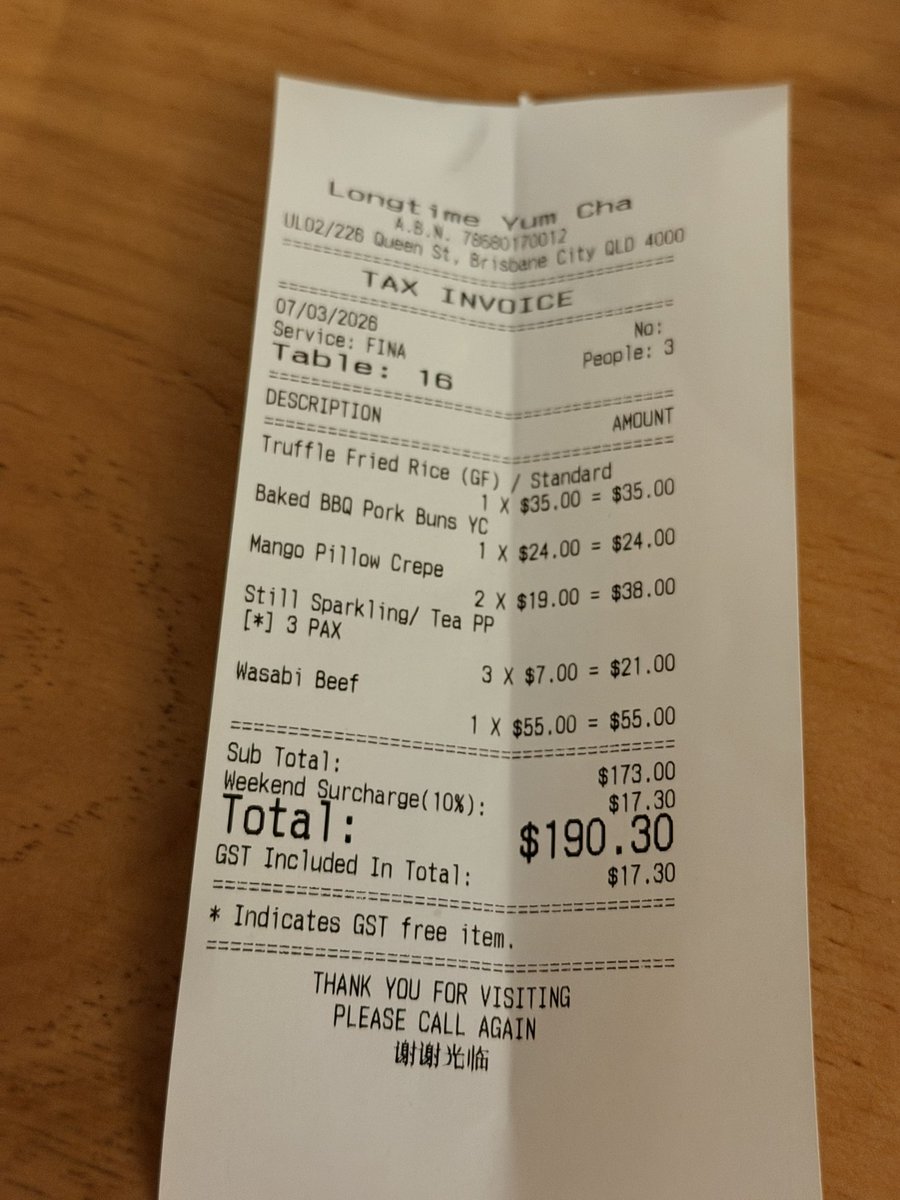 Longtime Yum Cha
A.B.N. 78680170012
UL02/226 Queen St, Brisbane City QLD 4000
==========================================
TAX INVOICE
==========================================
07/03/2026 No:
Service: FINA People: 3
Table: 16
==========================================
DESCRIPTION AMOUNT
==========================================
Truffle Fried Rice (GF) / Standard
1 X $35.00 = $35.00
Baked BBQ Pork Buns YC
1 X $24.00 = $24.00
Mango Pillow Crepe
2 X $19.00 = $38.00
Still Sparkling/ Tea PP
[*] 3 PAX
3 X $7.00 = $21.00
Wasabi Beef
1 X $55.00 = $55.00
==========================================
Sub Total: $173.00
Weekend Surcharge(10%): $17.30
Total: $190.30
GST Included In Total: $17.30
==========================================
* Indicates GST free item.
==========================================
THANK YOU FOR VISITING
PLEASE CALL AGAIN
谢谢光临